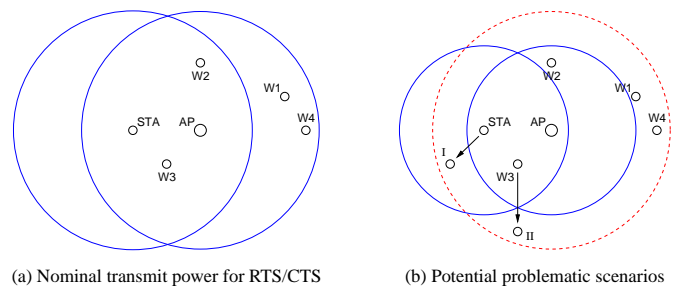 W2
W1
STA
AP
W4
W3
(a) Nominal transmit power for RTS/CTS
W2
W1
STA
AP
W4
I
W3
II
(b) Potential problematic scenarios